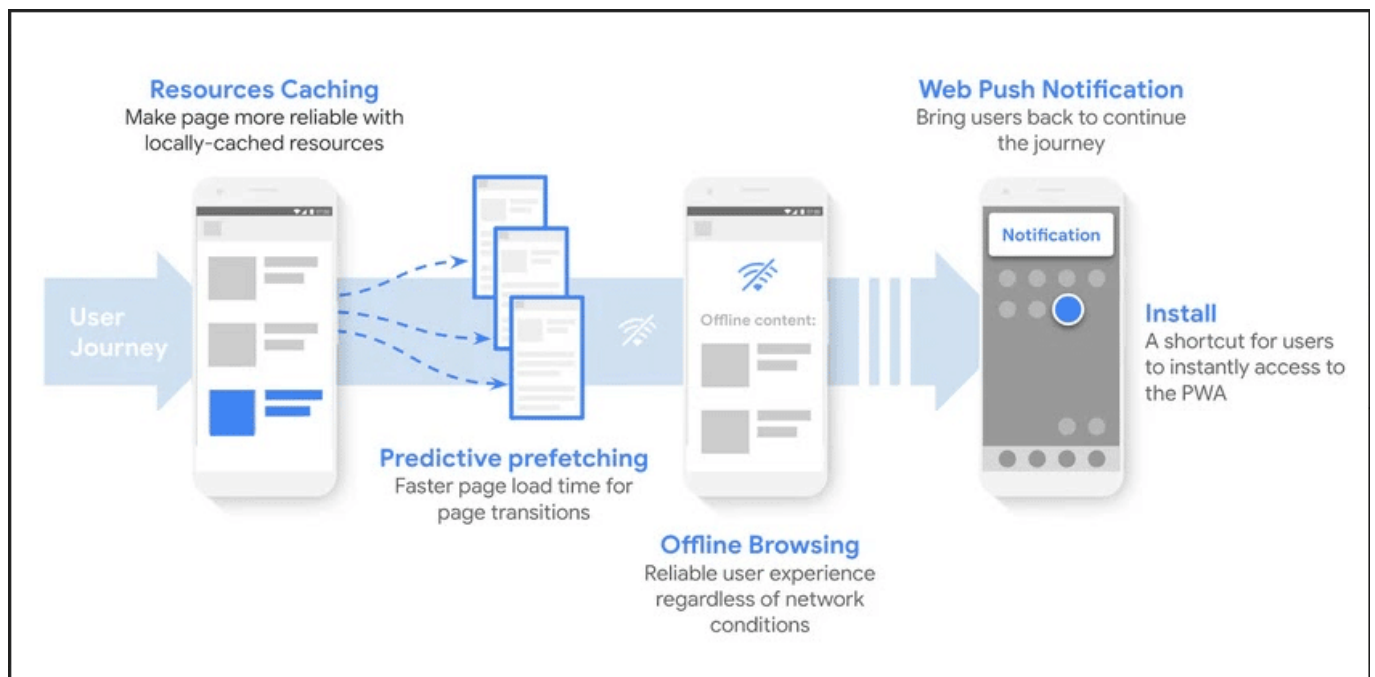 Resources Caching
Make page more reliable with
locally-cached resources
Web Push Notification
Bring users back to continue
the journey
User
Journey
Offline content:
Notification
Install
A shortcut for users
to instantly access to
the PWA
Predictive prefetching
Faster page load time for
page transitions
Offline Browsing
Reliable user experience
regardless of network
conditions